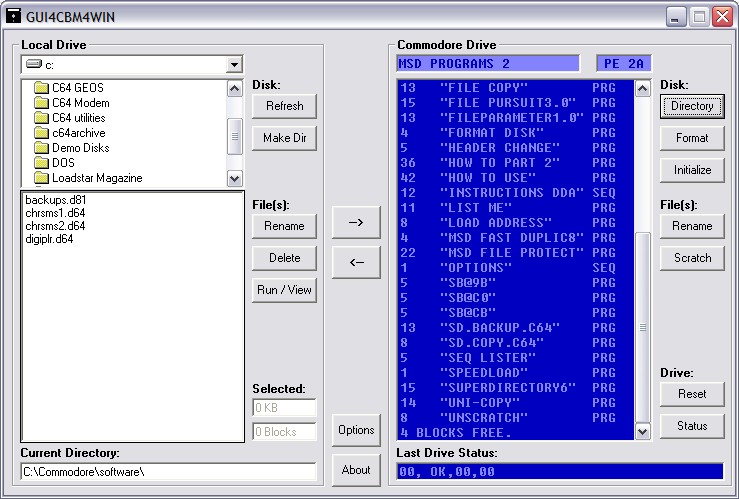 GUI4CBM4WIN
Local Drive
c:
C64 GEOS
C64 Modem
C64 utilities
c64archive
Demo Disks
DOS
Loadstar Magazine
backups.d81
chrsms1.d64
chrsms2.d64
digiplr.d64
Current Directory:
C:\Commodore\software\
Disk:
Refresh
Make Dir
File(s):
Rename
Delete
Run / View
Selected:
0 KB
0 Blocks
-->
<--
Options
About
Commodore Drive
MSD PROGRAMS 2 PE 2A
13 "FILE COPY" PRG
15 "FILE PURSUIT3.0" PRG
13 "FILEPARAMETER1.0" PRG
4 "FORMAT DISK" PRG
5 "HEADER CHANGE" PRG
36 "HOW TO PART 2" PRG
42 "HOW TO USE" PRG
12 "INSTRUCTIONS DDA" SEQ
11 "LIST ME" PRG
8 "LOAD ADDRESS" PRG
4 "MSD FAST DUPLIC8" PRG
22 "MSD FILE PROTECT" PRG
1 "OPTIONS" SEQ
5 "SB@9B" PRG
5 "SB@C0" PRG
5 "SB@CB" PRG
13 "SD.BACKUP.C64" PRG
8 "SD.COPY.C64" PRG
5 "SEQ LISTER" PRG
1 "SPEEDLOAD" PRG
15 "SUPERDIRECTORY6" PRG
14 "UNI-COPY" PRG
8 "UNSCRATCH" PRG
4 BLOCKS FREE.
Last Drive Status:
00, OK,00,00
Disk:
Directory
Format
Initialize
File(s):
Rename
Scratch
Drive:
Reset
Status